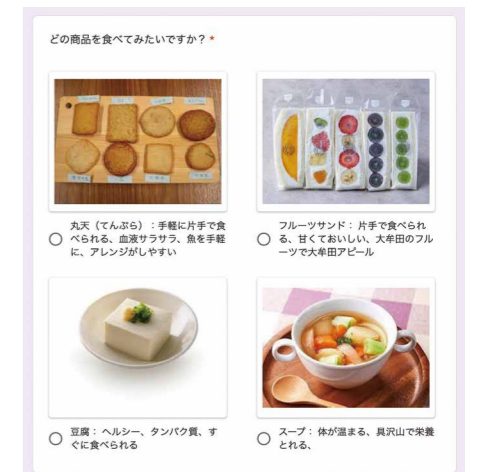 どの商品を食べてみたいですか？*
丸天（てんぷら）：手軽に片手で食
べられる、血液サラサラ、魚を手軽
に、アレンジがしやすい
フルーツサンド： 片手で食べられ
る、甘くておいしい、大牟田のフル
ーツで大牟田アピール
豆腐： ヘルシー、タンパク質、す
ぐに食べられる
スープ： 体が温まる、具沢山で栄養
とれる、